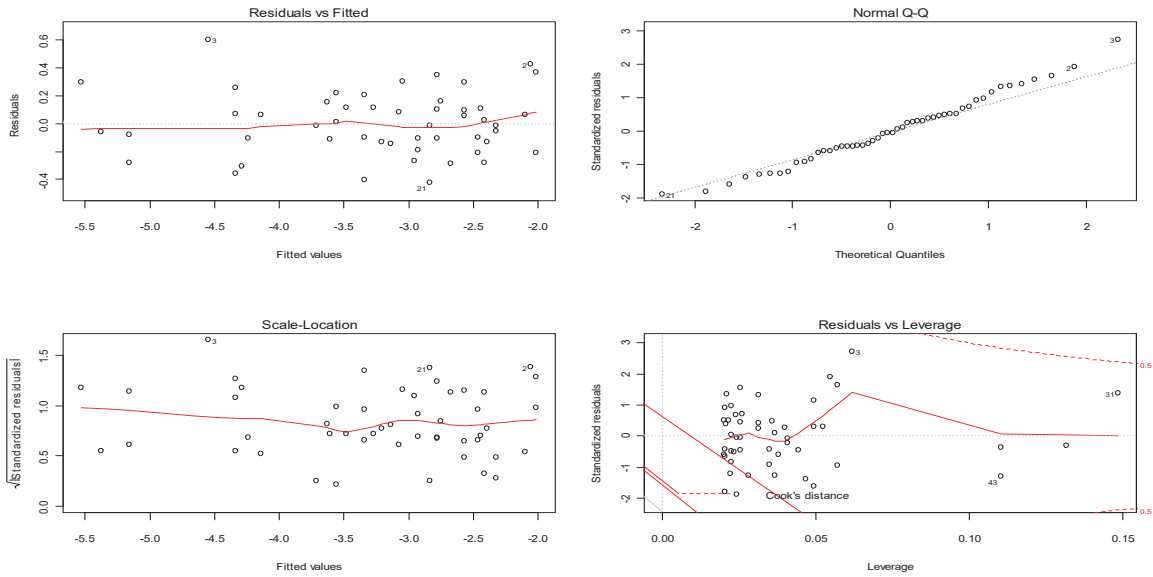 Residuals vs Fitted
Residuals
0.6
0.4
0.2
0.0
-0.4
3
2
21
-5.5 -5.0 -4.5 -4.0 -3.5 -3.0 -2.5 -2.0
Fitted values
Normal Q-Q
Standardized residuals
3
2
1
0
-1
-2
3
2
21
-2 -1 0 1 2
Theoretical Quantiles
Scale-Location
√|Standardized residuals|
1.5
1.0
0.5
0.0
3
21
2
-5.5 -5.0 -4.5 -4.0 -3.5 -3.0 -2.5 -2.0
Fitted values
Residuals vs Leverage
Standardized residuals
3
2
1
0
-1
-2
3
31
43
0.5
0.5
Cook's distance
0.00 0.05 0.10 0.15
Leverage